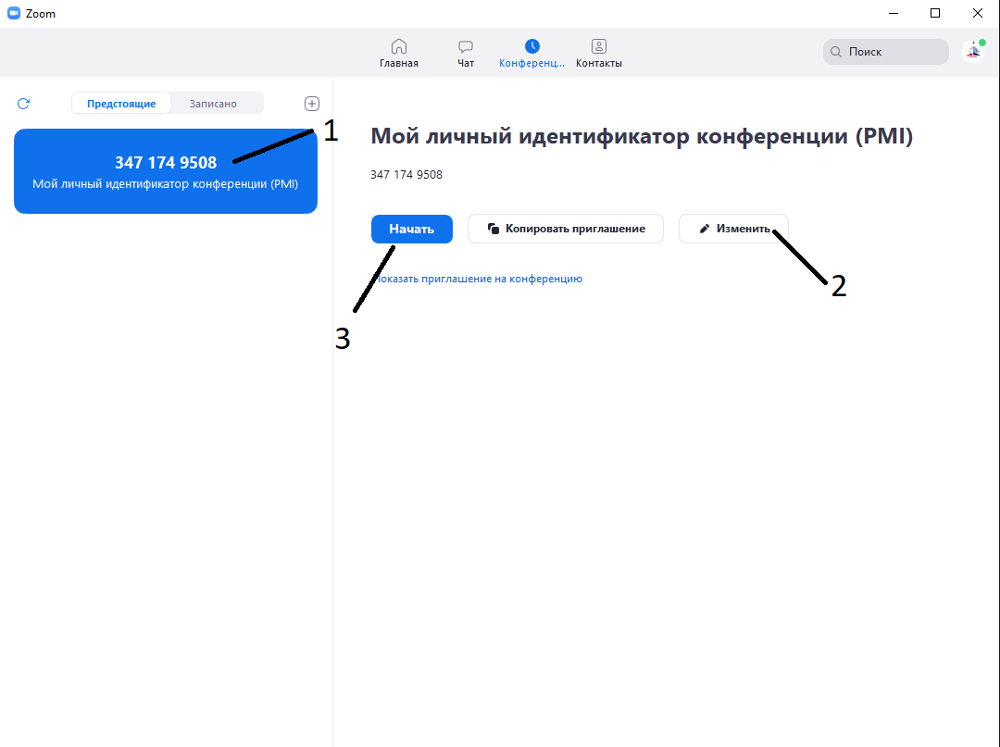 Zoom
Главная
Чат
Конференц...
Контакты
Поиск
Предстоящие
Записано
1
347 174 9508
Мой личный идентификатор конференции (PMI)
Мой личный идентификатор конференции (PMI)
347 174 9508
Начать
Копировать приглашение
Изменить
2
Показать приглашение на конференцию
3